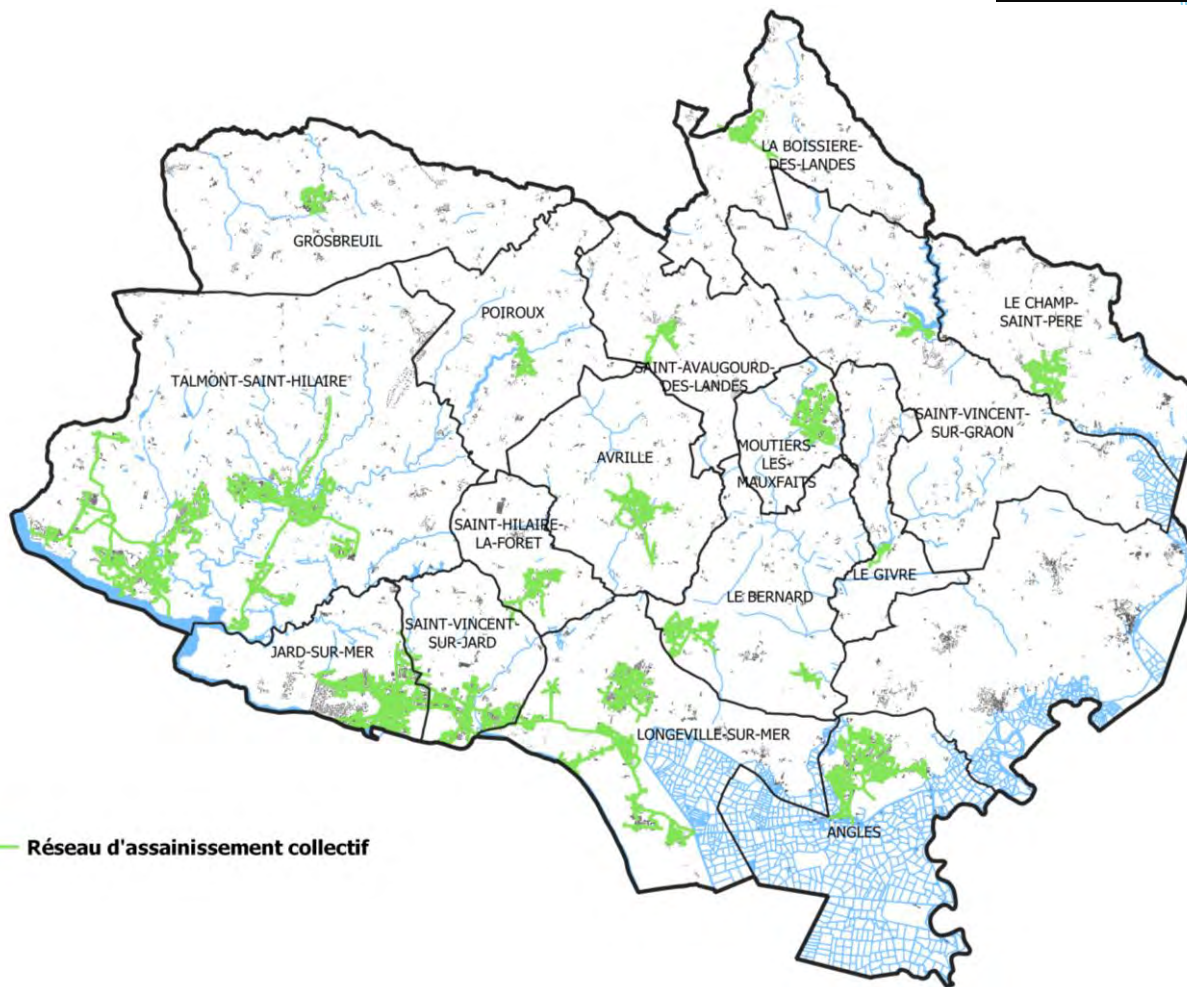 LA BOISSIERE-
DES-LANDES
GROSBREUIL
LE CHAMP-
SAINT-PERE
POIROUX
TALMONT-SAINT-HILAIRE
SAINT-AVAUGOURD-
DES-LANDES
SAINT-VINCENT-
SUR-GRAON
MOUTIERS-
LES-
MAUXFAITS
AVRILLE
SAINT-HILAIRE-
LA-FORET
LE GIVRE
LE BERNARD
SAINT-VINCENT-
SUR-JARD
JARD-SUR-MER
LONGEVILLE-SUR-MER
ANGLES
Réseau d'assainissement collectif